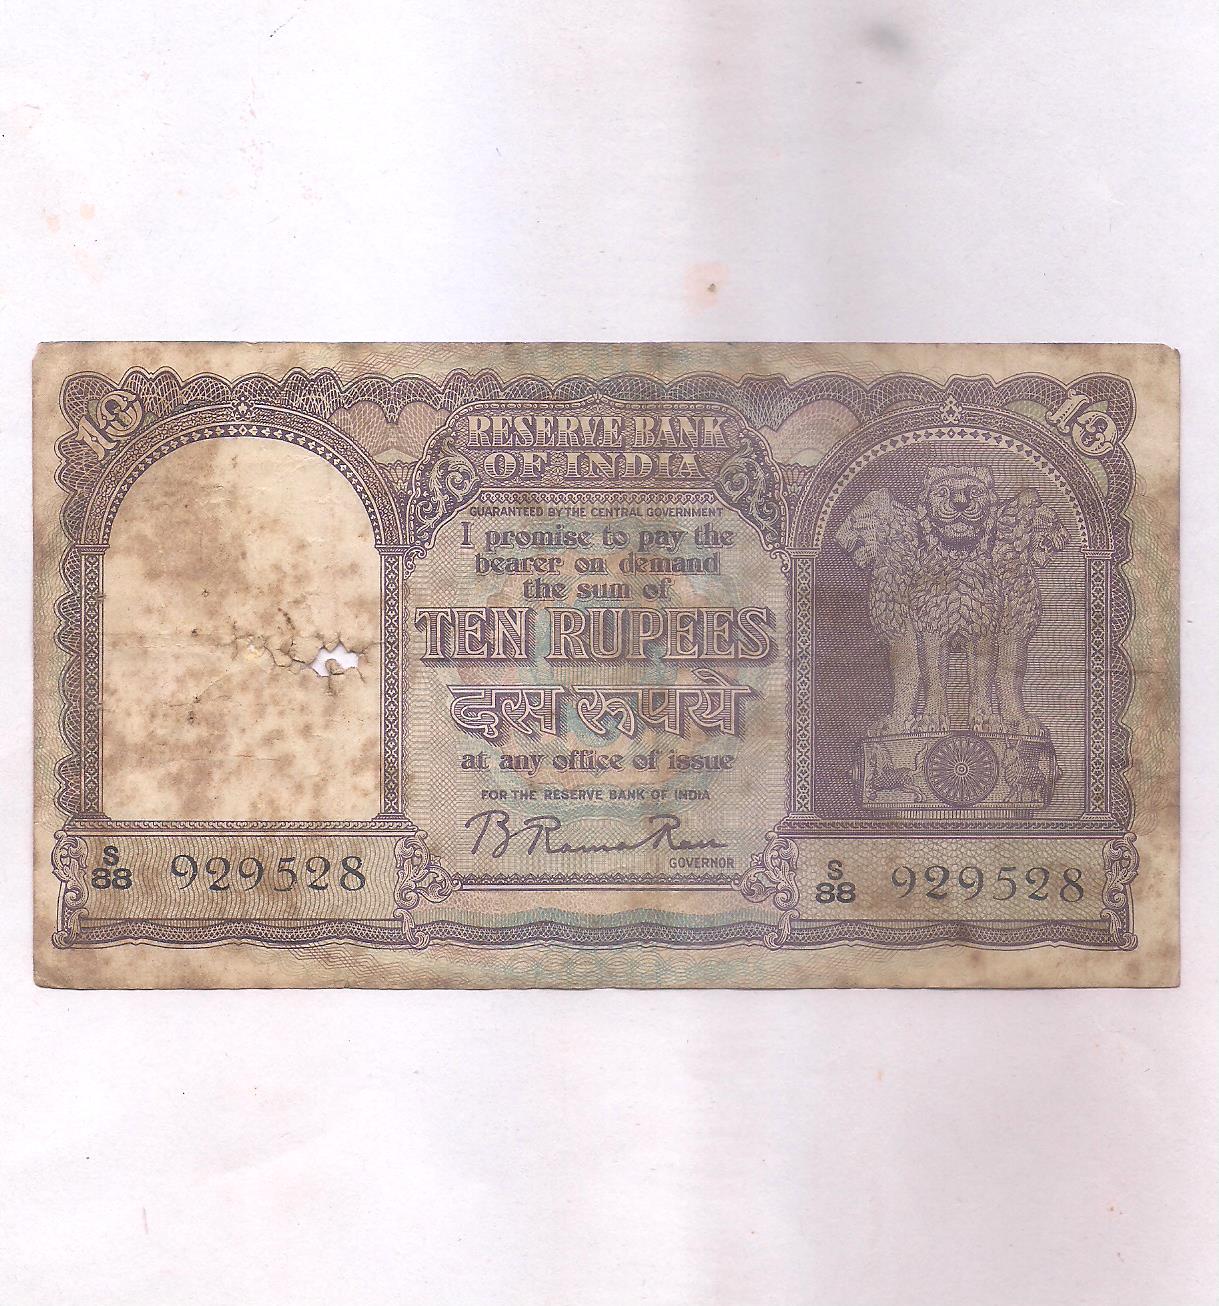 10
10
RESERVE BANK
OF INDIA
GUARANTEED BY THE CENTRAL GOVERNMENT
I promise to pay the
bearer on demand
the sum of
TEN RUPEES
दस रूपये
at any office of issue
FOR THE RESERVE BANK OF INDIA
B Rama Rau
GOVERNOR
S/88 929528
S/88 929528